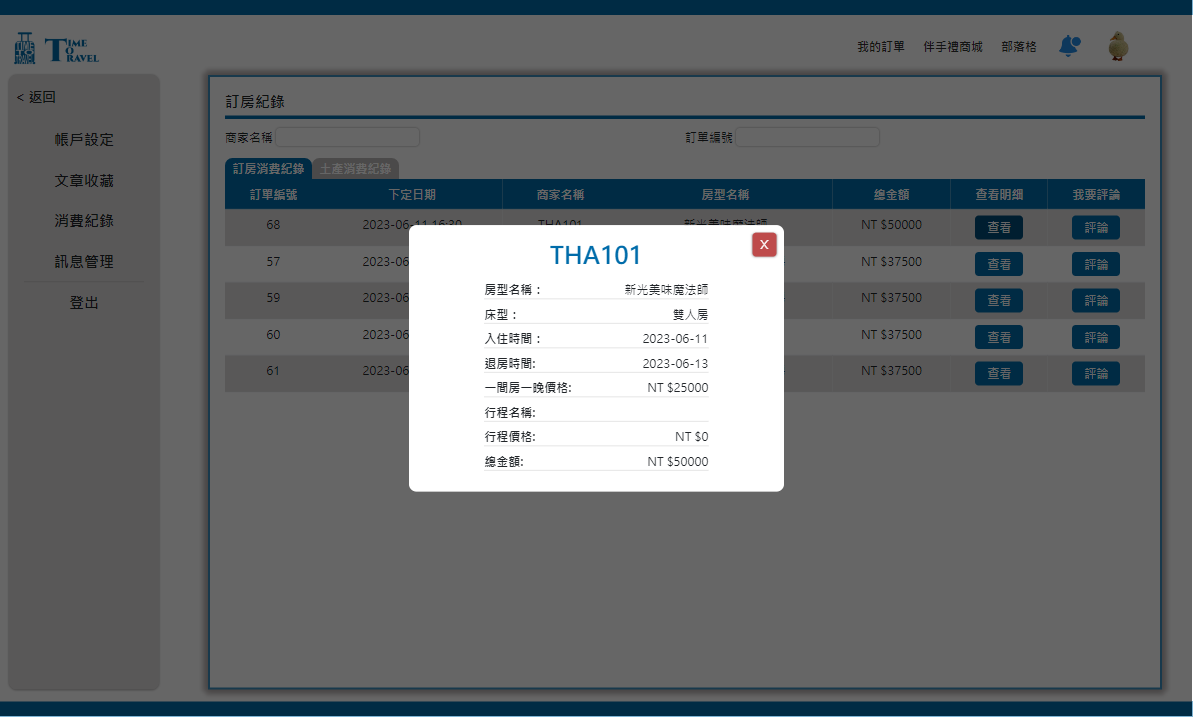 TIME TO TRAVEL
我的訂單 伴手禮商城 部落格
< 返回
帳戶設定
文章收藏
消費紀錄
訊息管理
登出
訂房紀錄
商家名稱 訂單編號
訂房消費紀錄 土產消費紀錄
訂單編號 下定日期 商家名稱 房型名稱 總金額 查看明細 我要評論
68 2023-06-11 16:30 THA101 新光美味魔法師 NT $50000 查看 評論
57 2023-06 NT $37500 查看 評論
59 2023-06 NT $37500 查看 評論
60 2023-06 NT $37500 查看 評論
61 2023-06 NT $37500 查看 評論
X
THA101
房型名稱： 新光美味魔法師
床型： 雙人房
入住時間： 2023-06-11
退房時間: 2023-06-13
一間房一晚價格: NT $25000
行程名稱:
行程價格: NT $0
總金額: NT $50000